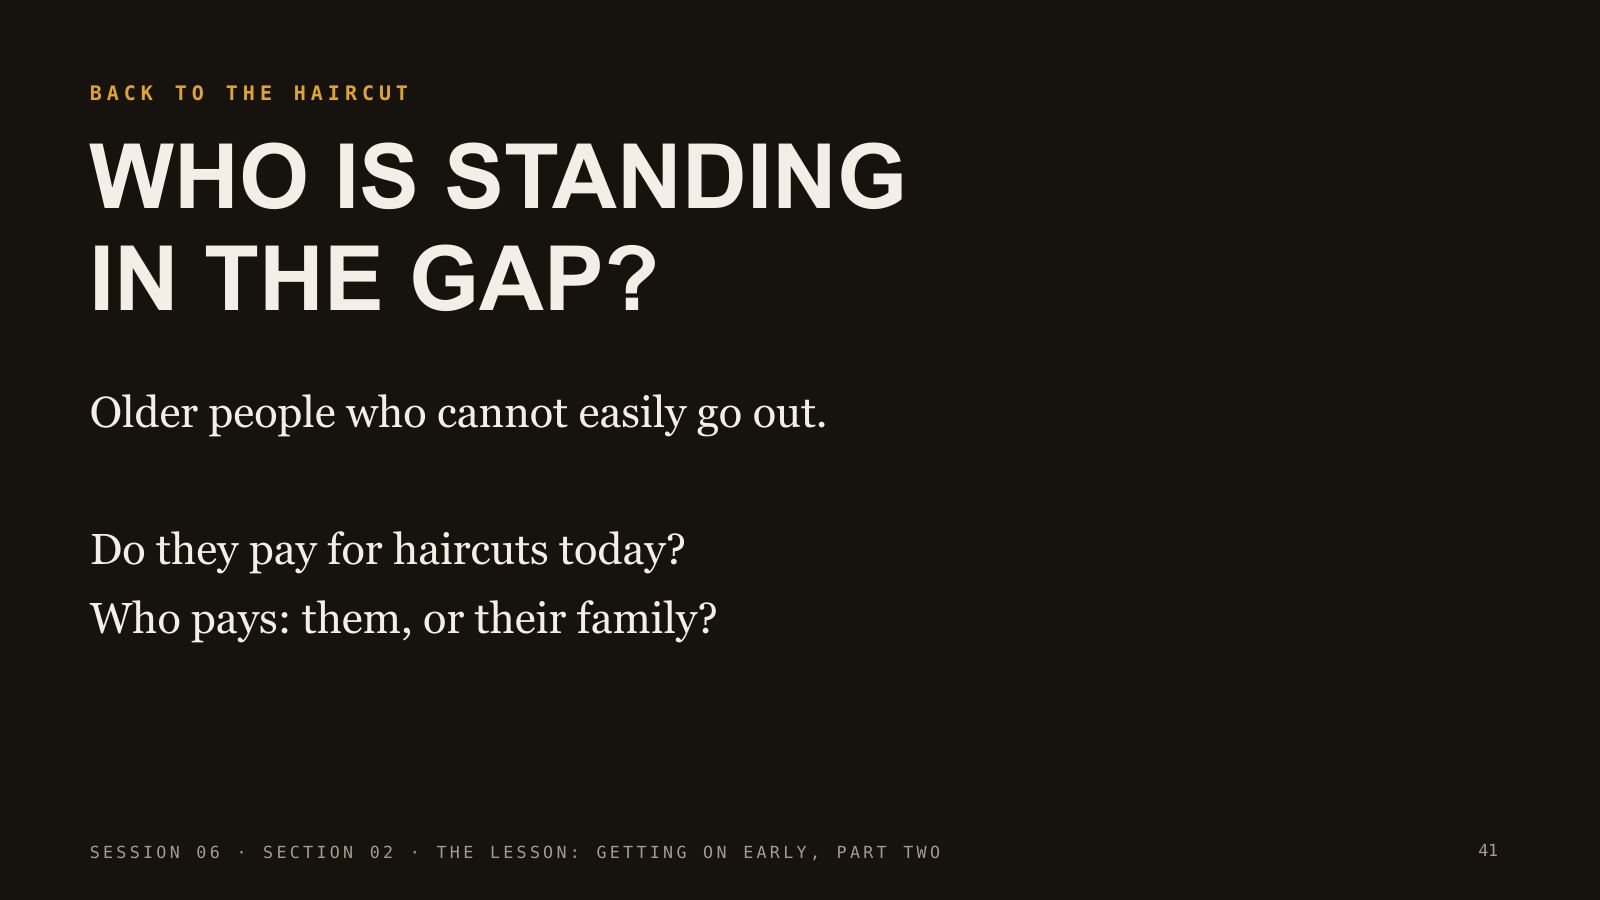 BACK TO THE HAIRCUT
WHO IS STANDING
IN THE GAP?
Older people who cannot easily go out.
Do they pay for haircuts today?
Who pays: them, or their family?
SESSION 06 · SECTION 02 · THE LESSON: GETTING ON EARLY, PART TWO
41